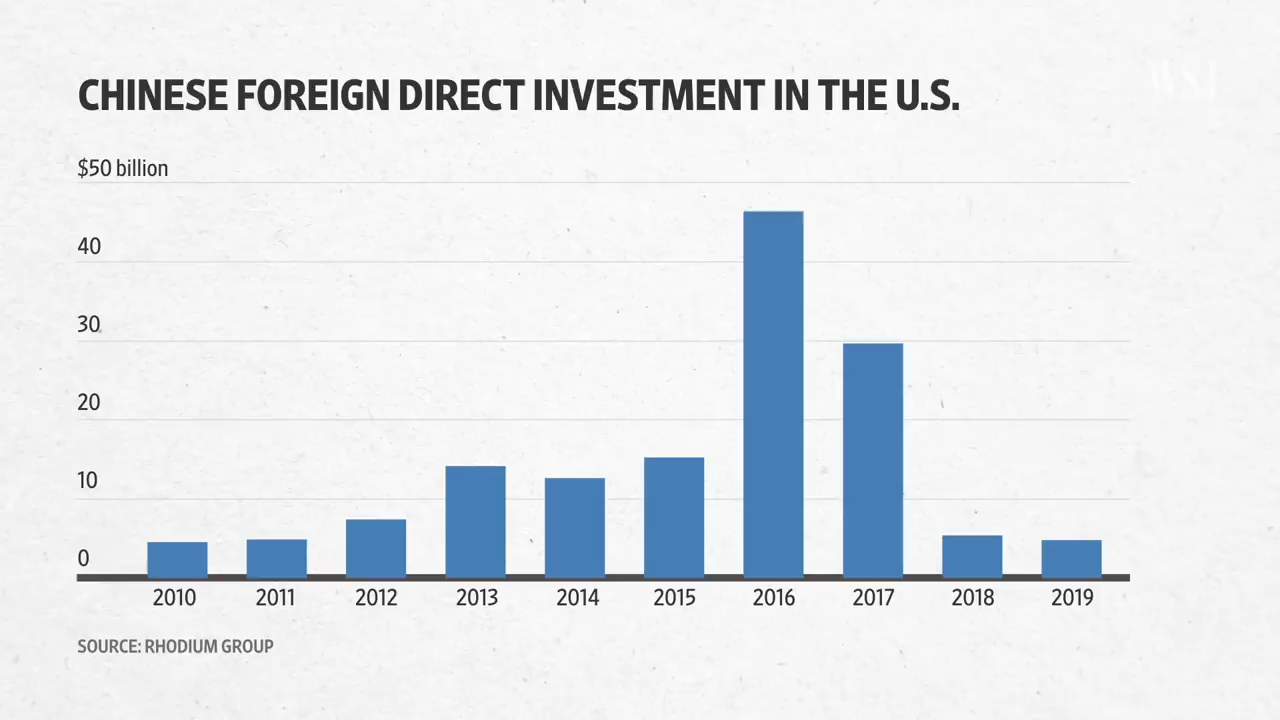 CHINESE FOREIGN DIRECT INVESTMENT IN THE U.S.
WSJ
$50 billion
40
30
20
10
0
2010 2011 2012 2013 2014 2015 2016 2017 2018 2019
SOURCE: RHODIUM GROUP